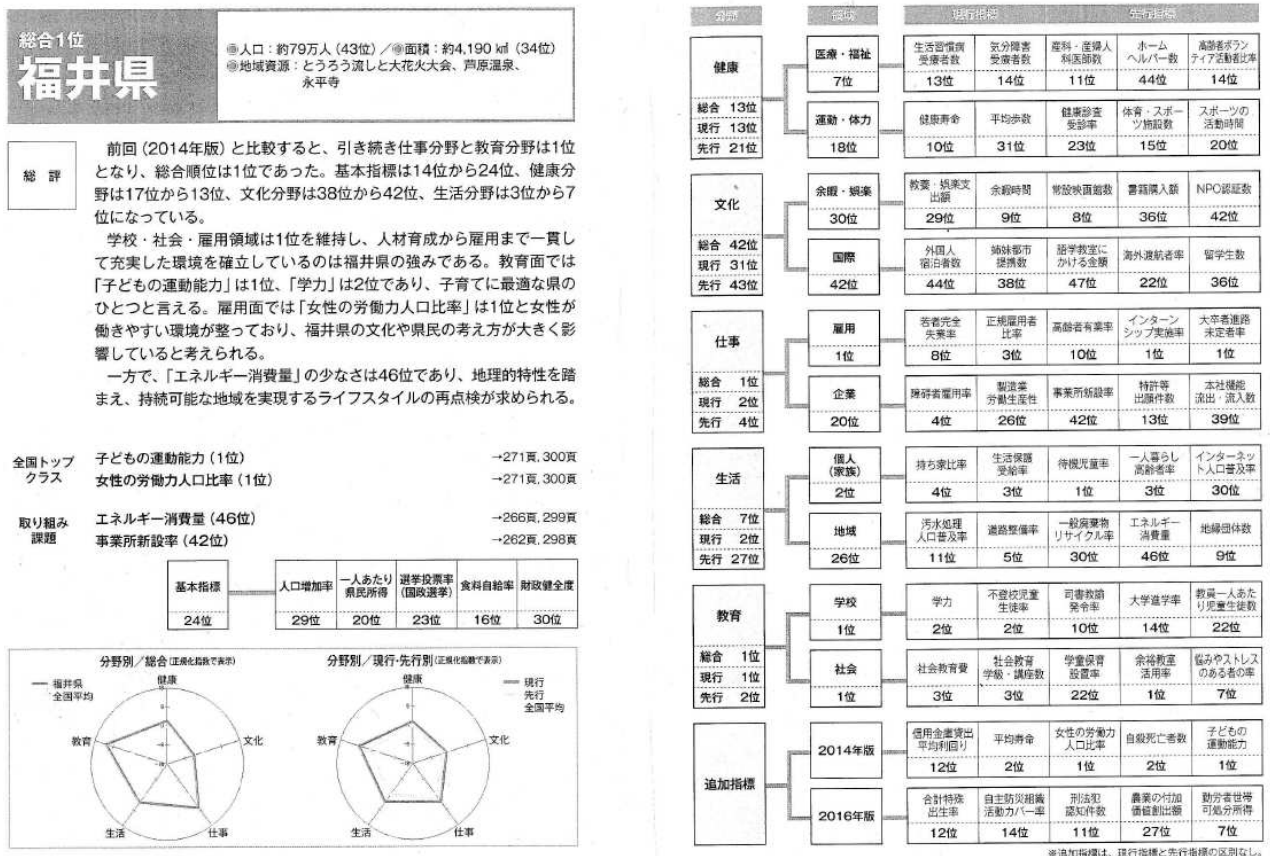 総合1位
福井県
◉人口：約79万人（43位）／◉面積：約4,190 ㎢（34位）
◉地域資源：とうろう流しと大花火大会、芦原温泉、
永平寺
総 評
前回（2014年版）と比較すると、引き続き仕事分野と教育分野は1位
となり、総合順位は1位であった。基本指標は14位から24位、健康分
野は17位から13位、文化分野は38位から42位、生活分野は3位から7
位になっている。
学校・社会・雇用領域は1位を維持し、人材育成から雇用まで一貫し
て充実した環境を確立しているのは福井県の強みである。教育面では
「子どもの運動能力」は1位、「学力」は2位であり、子育てに最適な県の
ひとつと言える。雇用面では「女性の労働力人口比率」は1位と女性が
働きやすい環境が整っており、福井県の文化や県民の考え方が大きく影
響していると考えられる。
一方で、「エネルギー消費量」の少なさは46位であり、地理的特性を踏
まえ、持続可能な地域を実現するライフスタイルの再点検が求められる。
全国トップ
クラス
子どもの運動能力（1位） →271頁, 300頁
女性の労働力人口比率（1位） →271頁, 300頁
取り組み
課題
エネルギー消費量（46位） →266頁, 299頁
事業所新設率（42位） →262頁, 298頁
基本指標 人口増加率 一人あたり県民所得 選挙投票率（国政選挙） 食料自給率 財政健全度
24位 29位 20位 23位 16位 30位
分野別／総合（正規化指数で表示）
福井県
全国平均
健康
文化
仕事
生活
教育
分野別／現行・先行別（正規化指数で表示）
現行
先行
全国平均
健康
文化
仕事
生活
教育
分野 領域 現行指標 先行指標
健康
総合 13位
現行 13位
先行 21位
医療・福祉 生活習慣病受療者数 気分障害受療者数 産科・産婦人科医師数 ホームヘルパー数 高齢者ボランティア活動者比率
7位 13位 14位 11位 44位 14位
運動・体力 健康寿命 平均歩数 健康診査受診率 体育・スポーツ施設数 スポーツの活動時間
18位 10位 31位 23位 15位 20位
文化
総合 42位
現行 31位
先行 43位
余暇・娯楽 教養・娯楽支出額 余暇時間 常設映画館数 書籍購入額 NPO認証数
30位 29位 9位 8位 36位 42位
国際 外国人宿泊者数 姉妹都市提携数 語学教室にかける金額 海外渡航者率 留学生数
42位 44位 38位 47位 22位 36位
仕事
総合 1位
現行 2位
先行 4位
雇用 若者完全失業率 正規雇用者比率 高齢者有業率 インターンシップ実施率 大卒者進路未定者率
1位 8位 3位 10位 1位 1位
企業 障碍者雇用率 製造業労働生産性 事業所新設率 特許等出願件数 本社機能流出・流入数
20位 4位 26位 42位 13位 39位
生活
総合 7位
現行 2位
先行 27位
個人（家族） 持ち家比率 生活保護受給率 待機児童率 一人暮らし高齢者率 インターネット人口普及率
2位 4位 3位 1位 3位 30位
地域 汚水処理人口普及率 道路整備率 一般廃棄物リサイクル率 エネルギー消費量 地縁団体数
26位 11位 5位 30位 46位 9位
教育
総合 1位
現行 1位
先行 2位
学校 学力 不登校児童生徒率 司書教諭発令率 大学進学率 教員一人あたり児童生徒数
1位 2位 2位 10位 14位 22位
社会 社会教育費 社会教育学級・講座数 学童保育設置率 余裕教室活用率 悩みやストレスのある者の率
1位 3位 3位 22位 1位 7位
追加指標
2014年版 信用金庫貸出平均利回り 平均寿命 女性の労働力人口比率 自殺死亡者数 子どもの運動能力
12位 2位 1位 2位 1位
2016年版 合計特殊出生率 自主防災組織活動カバー率 刑法犯認知件数 農業の付加価値創出額 勤労者世帯可処分所得
12位 14位 11位 27位 7位
※追加指標は、現行指標と先行指標の区別なし。